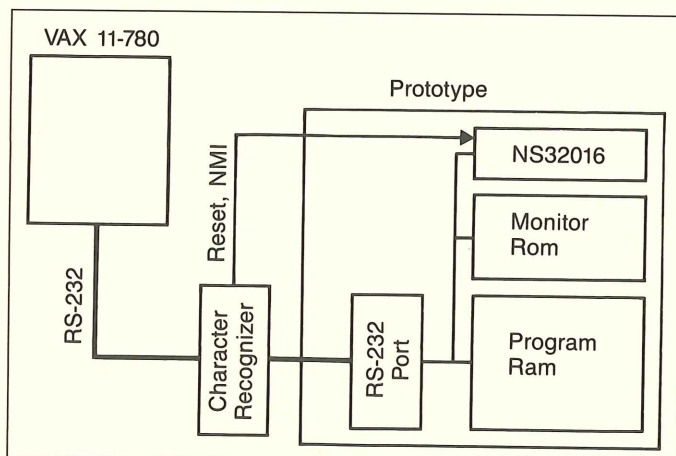 VAX 11-780
Prototype
NS32016
Reset, NMI
Monitor
Rom
RS-232
Character
Recognizer
RS-232
Port
Program
Ram